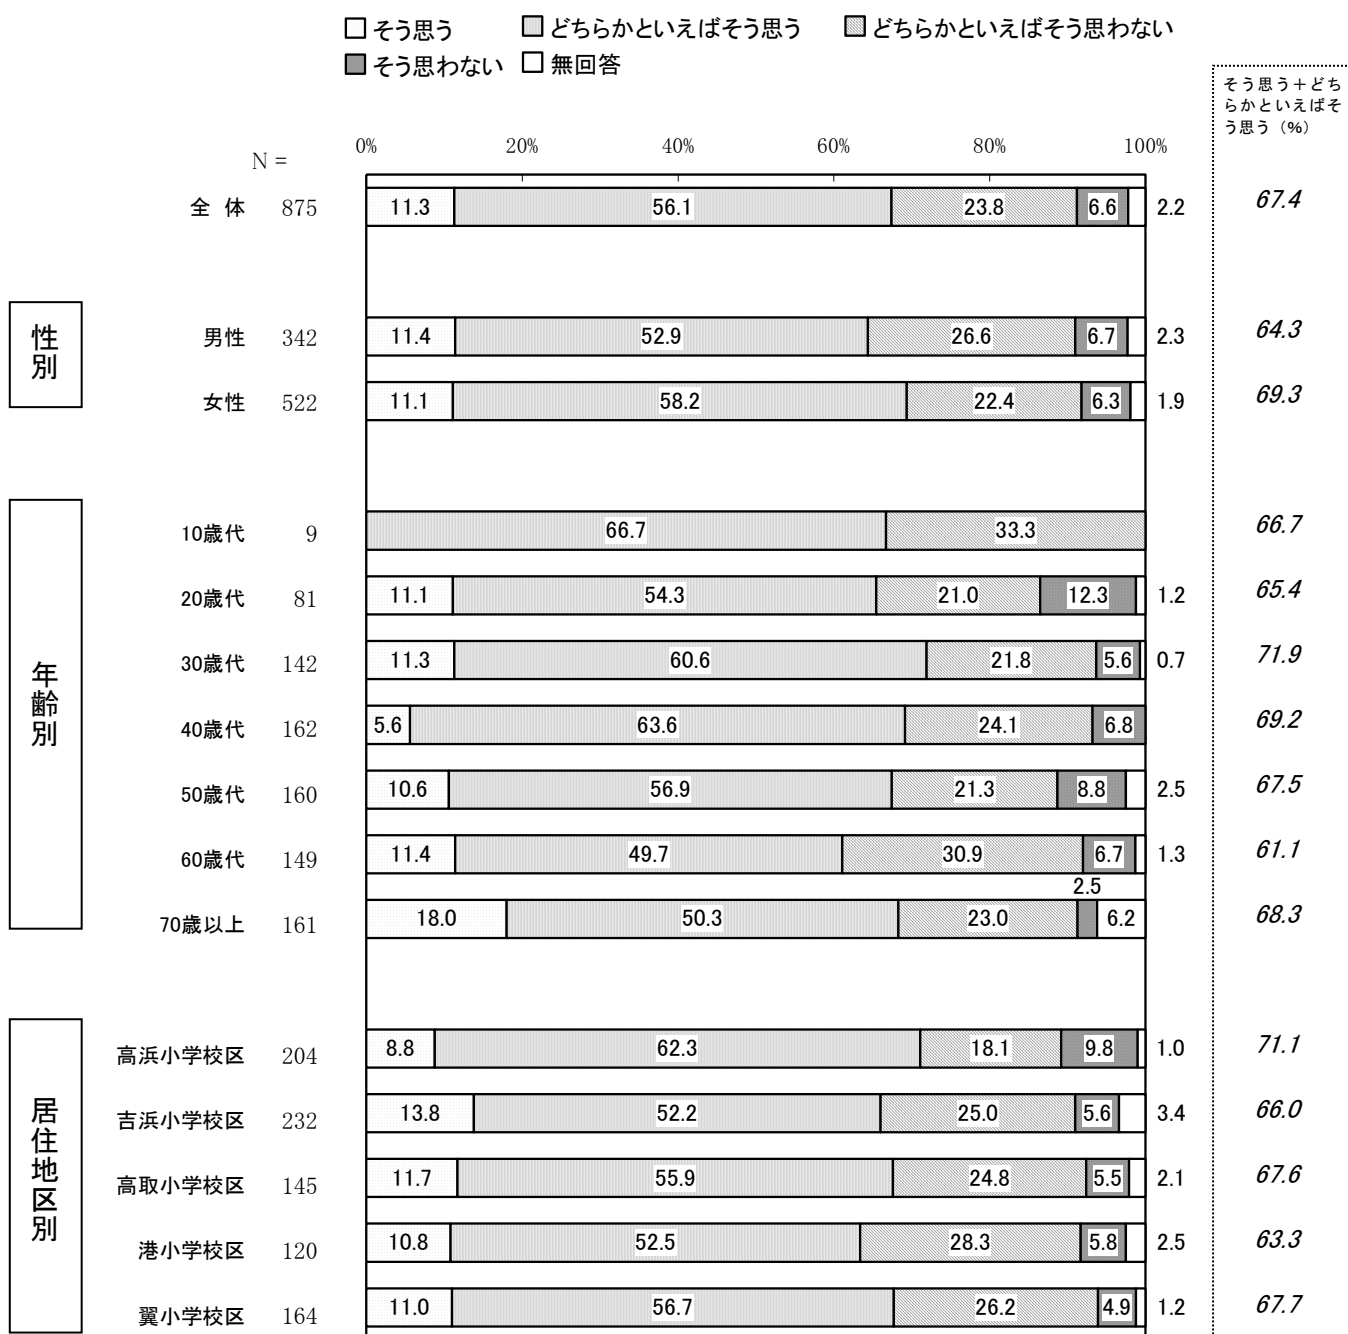 そう思う どちらかといえばそう思う どちらかといえばそう思わない
そう思わない 無回答
そう思う＋どち
らかといえばそ
う思う（%）
N = 0% 20% 40% 60% 80% 100%
全 体 875 11.3 56.1 23.8 6.6 2.2 67.4
性別
男性 342 11.4 52.9 26.6 6.7 2.3 64.3
女性 522 11.1 58.2 22.4 6.3 1.9 69.3
年齢別
10歳代 9 66.7 33.3 66.7
20歳代 81 11.1 54.3 21.0 12.3 1.2 65.4
30歳代 142 11.3 60.6 21.8 5.6 0.7 71.9
40歳代 162 5.6 63.6 24.1 6.8 69.2
50歳代 160 10.6 56.9 21.3 8.8 2.5 67.5
60歳代 149 11.4 49.7 30.9 6.7 1.3 61.1
70歳以上 161 18.0 50.3 23.0 2.5 6.2 68.3
居住地区別
高浜小学校区 204 8.8 62.3 18.1 9.8 1.0 71.1
吉浜小学校区 232 13.8 52.2 25.0 5.6 3.4 66.0
高取小学校区 145 11.7 55.9 24.8 5.5 2.1 67.6
港小学校区 120 10.8 52.5 28.3 5.8 2.5 63.3
翼小学校区 164 11.0 56.7 26.2 4.9 1.2 67.7